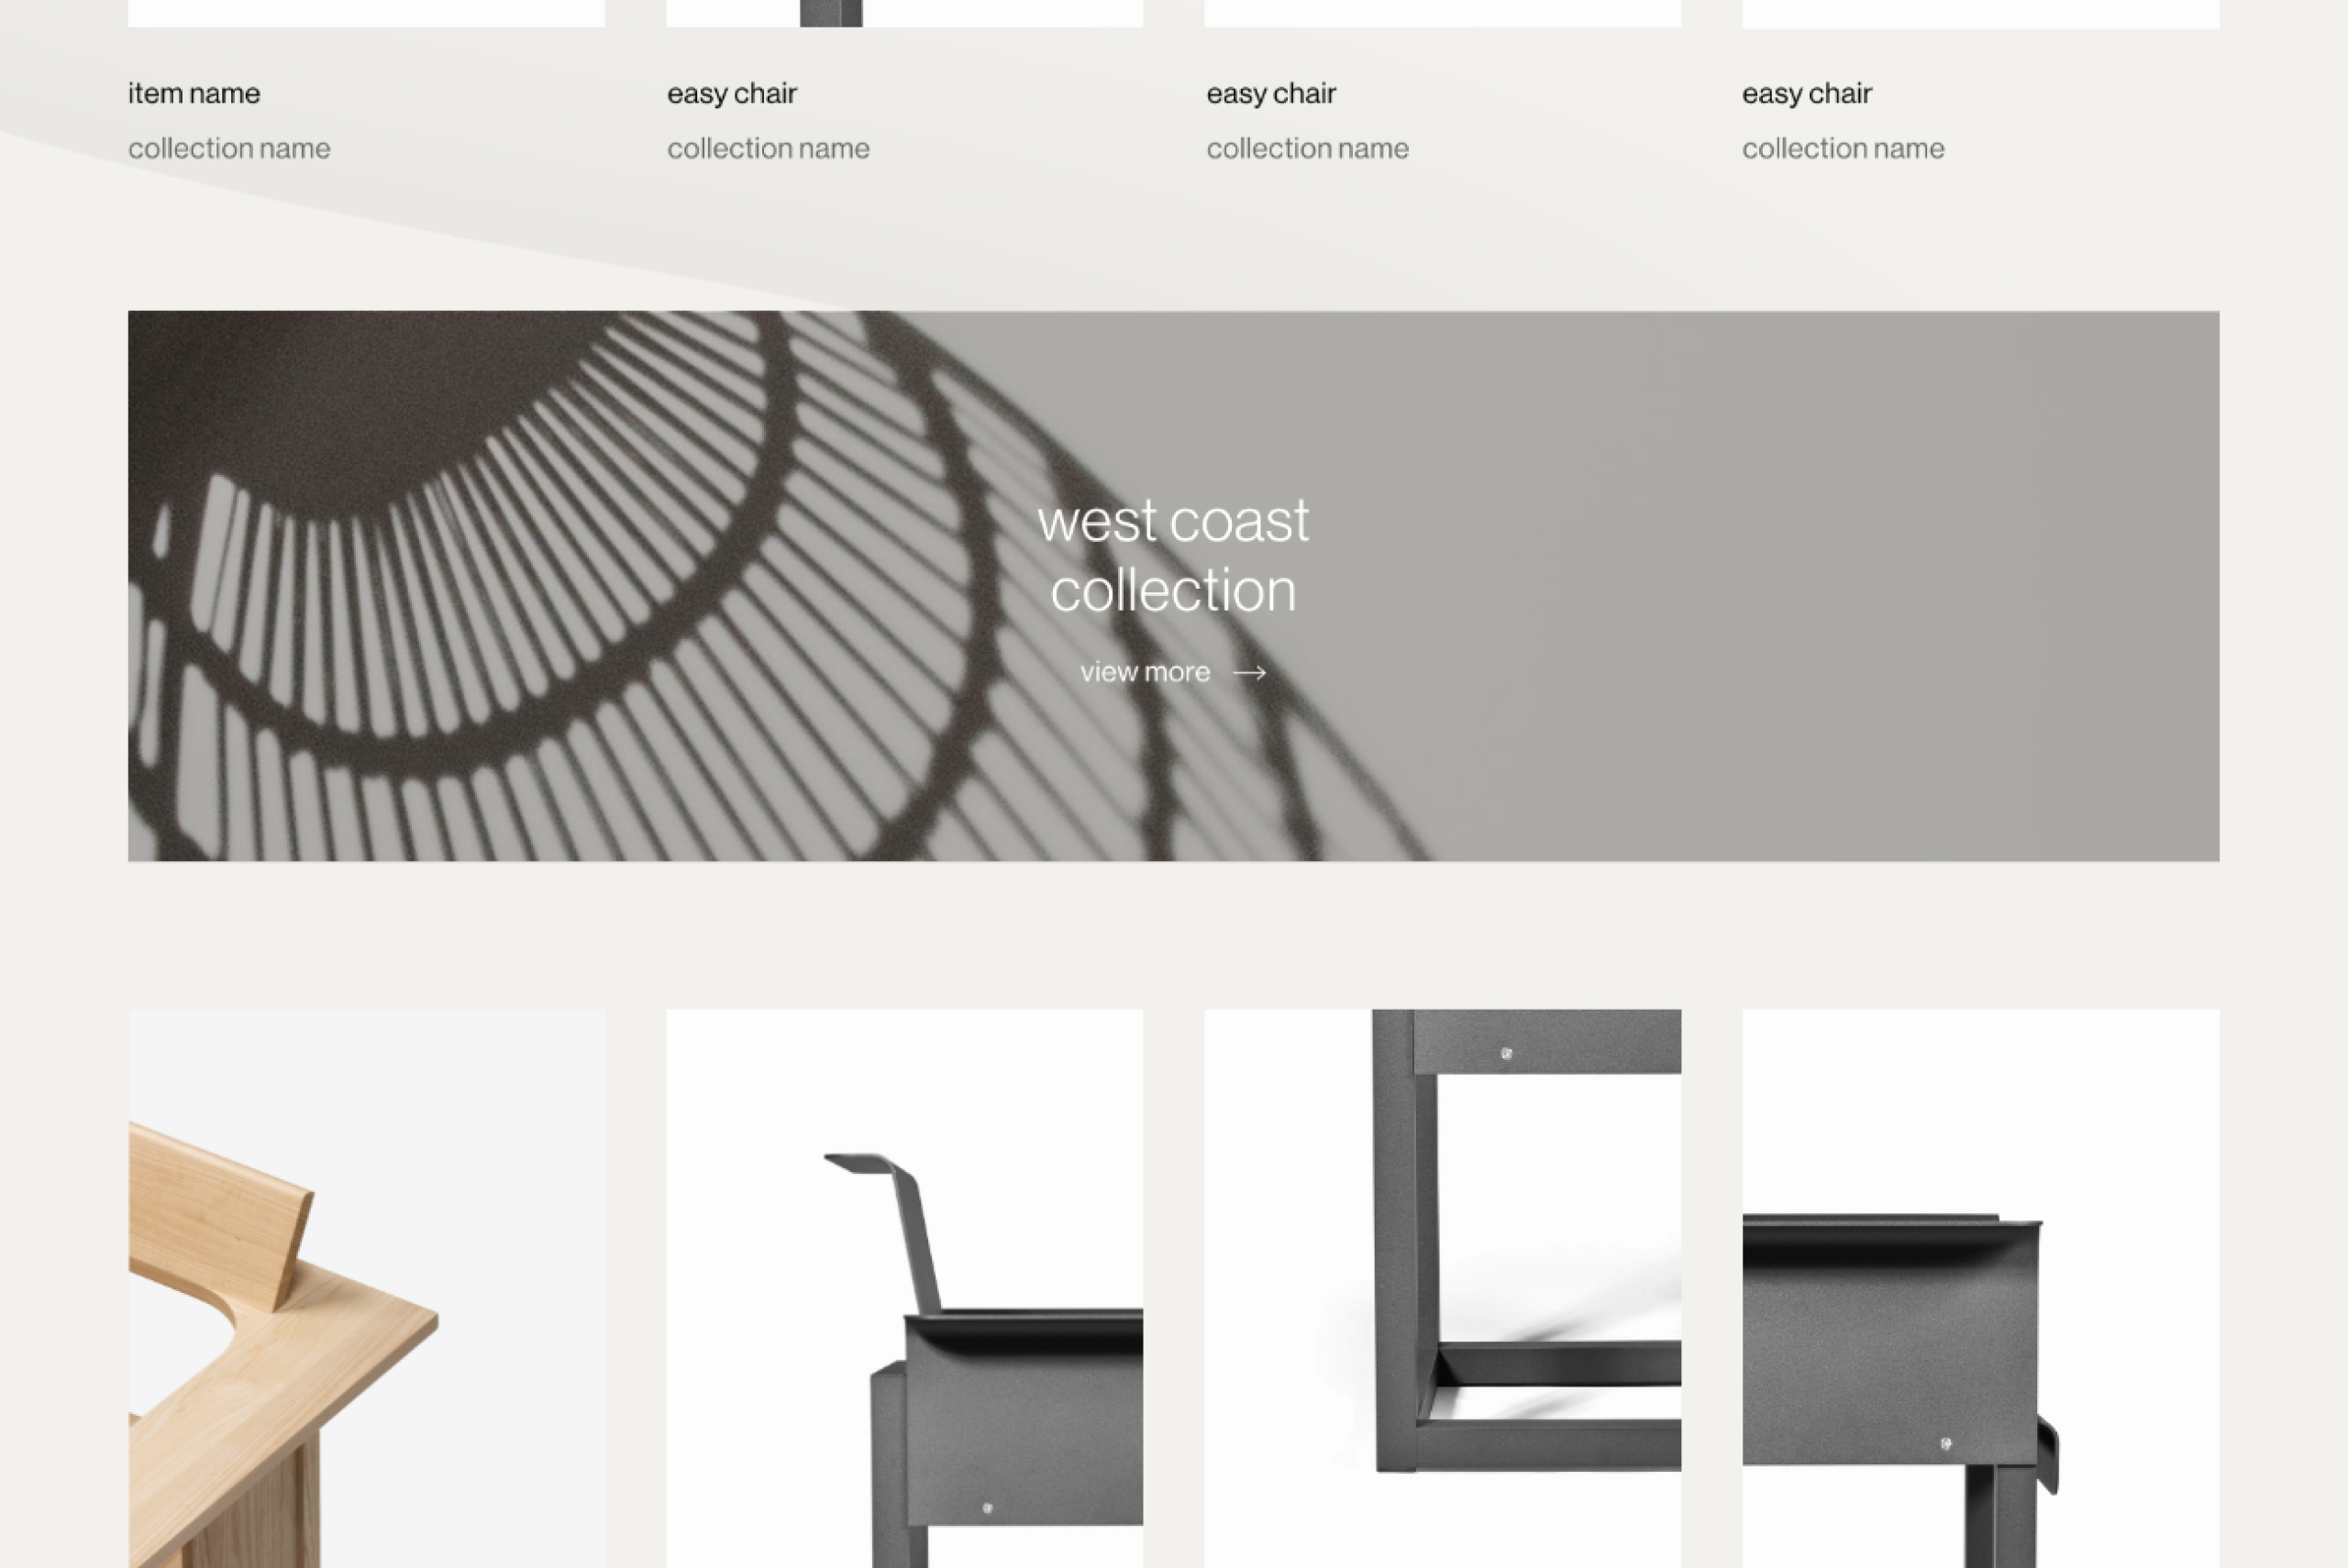 item name
easy chair
easy chair
easy chair
collection name
collection name
collection name
collection name
west coast
collection
view more →